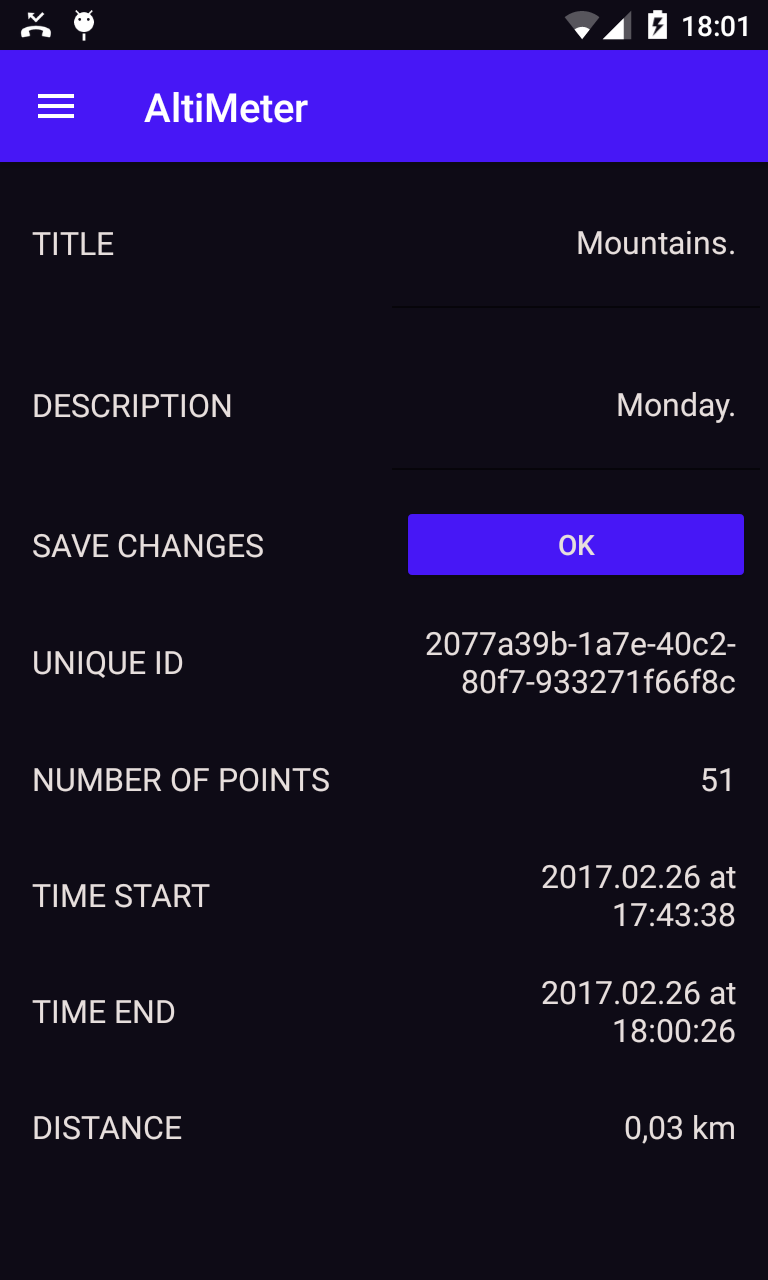 18:01
AltiMeter
TITLE
Mountains.
DESCRIPTION
Monday.
SAVE CHANGES
OK
UNIQUE ID
2077a39b-1a7e-40c2-
80f7-933271f66f8c
NUMBER OF POINTS
51
TIME START
2017.02.26 at
17:43:38
TIME END
2017.02.26 at
18:00:26
DISTANCE
0,03 km